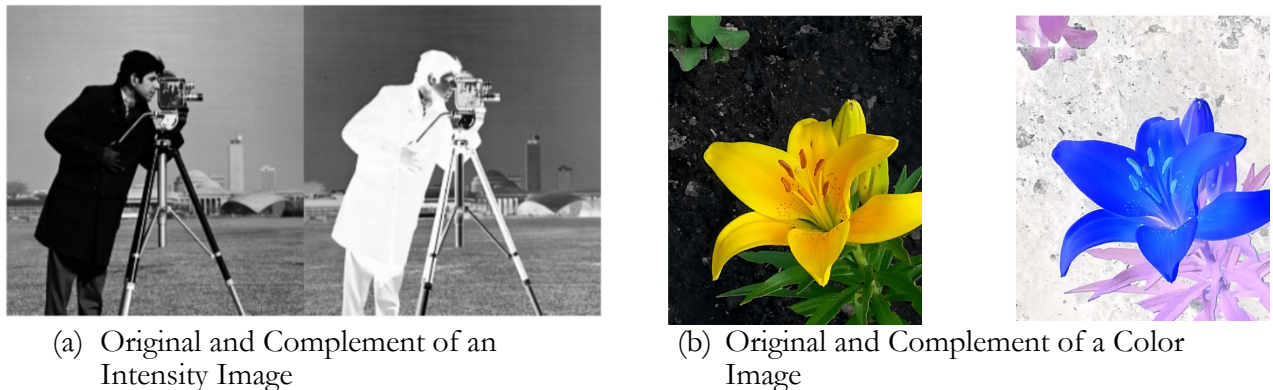 (a) Original and Complement of an
Intensity Image
(b) Original and Complement of a Color
Image